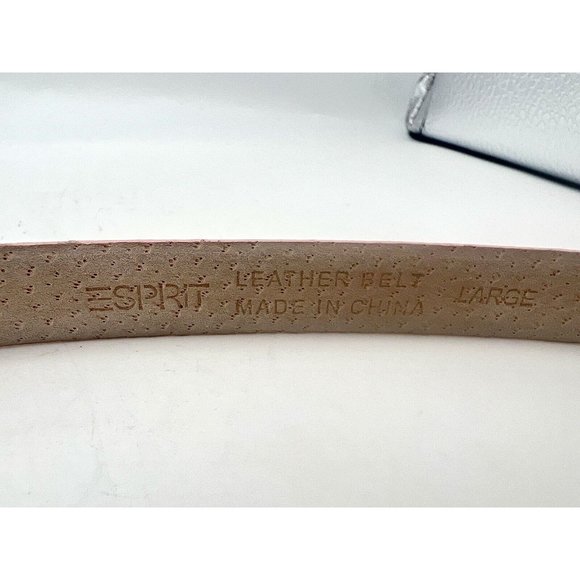 ESPRIT
LEATHER BELT
MADE IN CHINA
LARGE